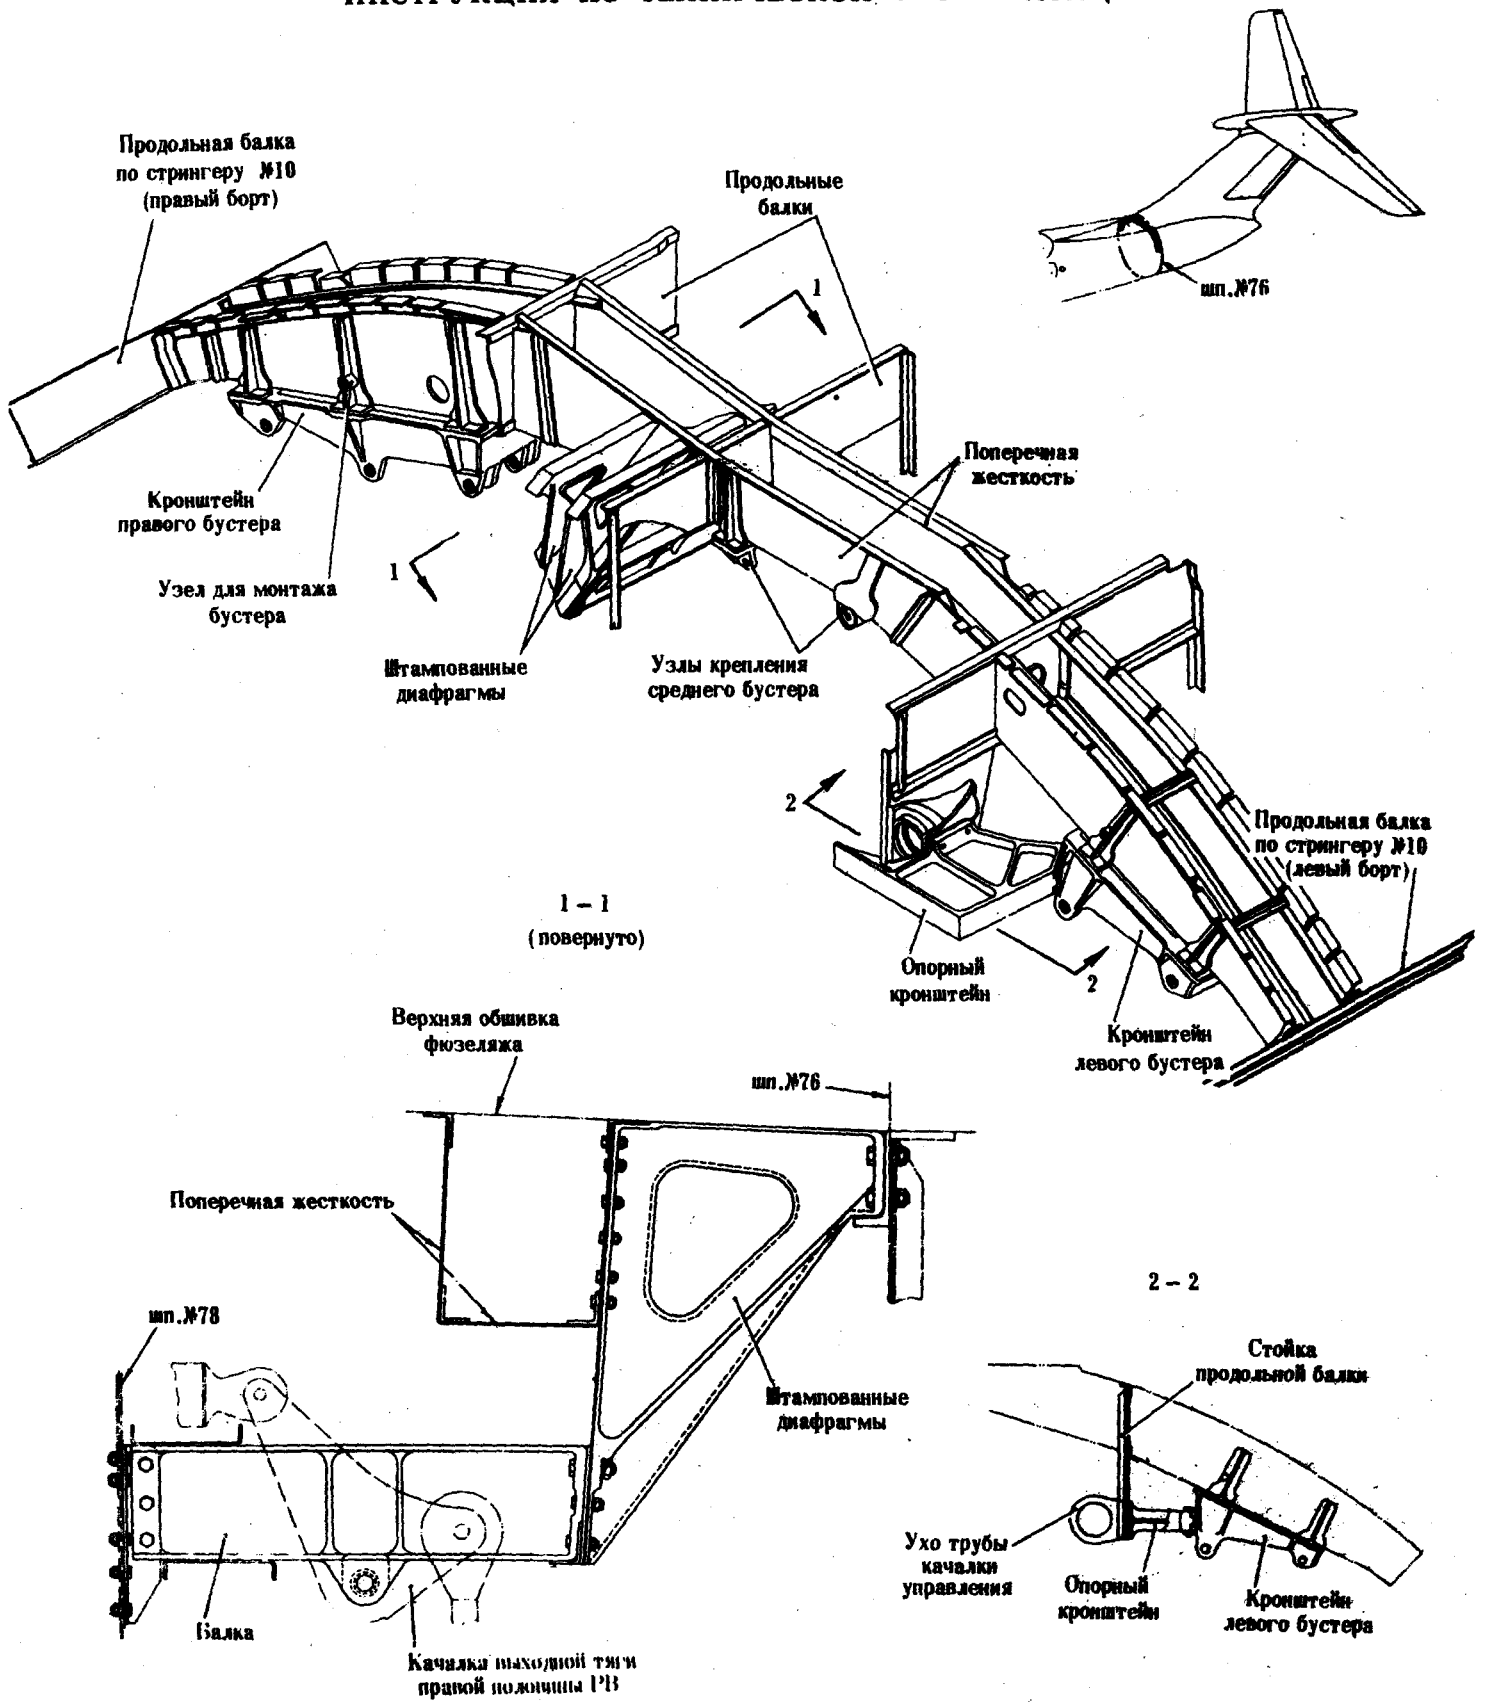 Продольная балка
по стрингеру №10
(правый борт)
Продольные
балки
шп.№76
1
Поперечная
жесткость
Кронштейн
правого бустера
1
Узел для монтажа
бустера
Штампованные
диафрагмы
Узлы крепления
среднего бустера
2
Продольная балка
по стрингеру №10
(левый борт)
Опорный
кронштейн
2
Кронштейн
левого бустера
1 – 1
(повернуто)
Верхняя обшивка
фюзеляжа
шп.№76
Поперечная жесткость
шп.№78
Штампованные
диафрагмы
Балка
Качалка выходной тяги
правой половины РВ
2 – 2
Стойка
продольной балки
Ухо трубы
качалки
управления
Опорный
кронштейн
Кронштейн
левого бустера